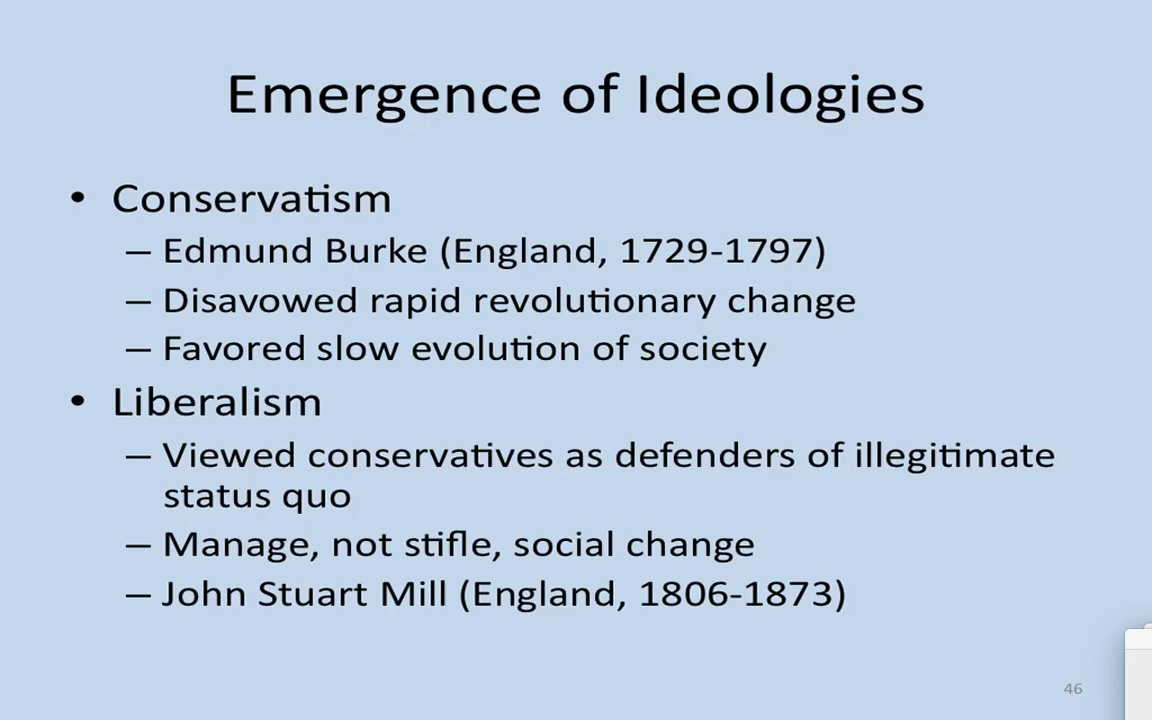 Emergence of Ideologies
• Conservatism
– Edmund Burke (England, 1729-1797)
– Disavowed rapid revolutionary change
– Favored slow evolution of society
• Liberalism
– Viewed conservatives as defenders of illegitimate
status quo
– Manage, not stifle, social change
– John Stuart Mill (England, 1806-1873)
46